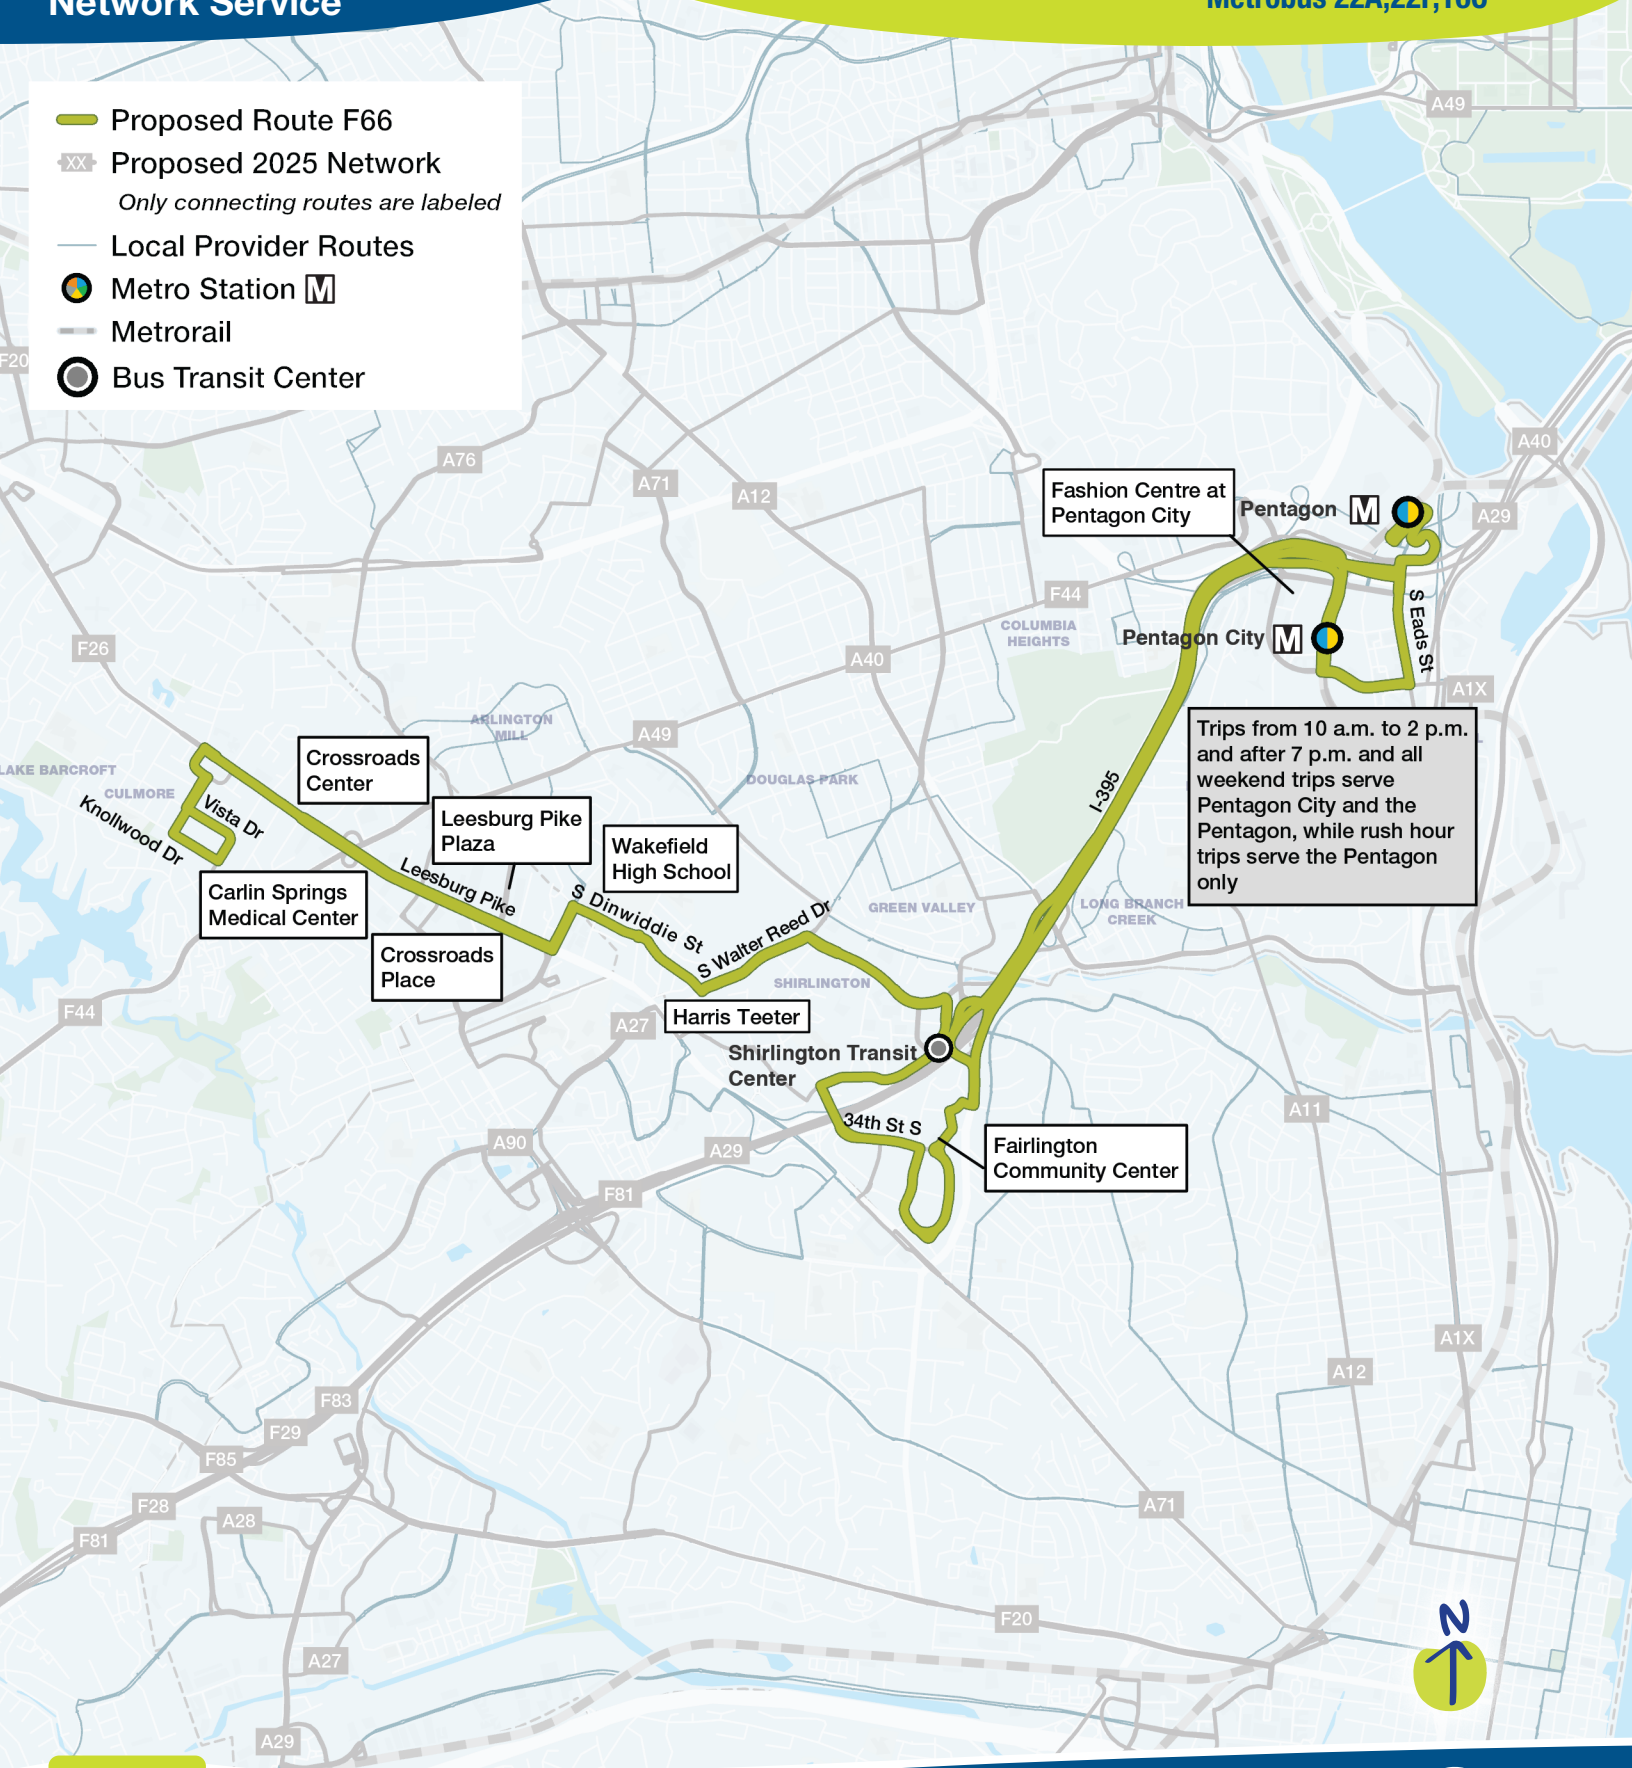 Network Service
Proposed Route F66
XX Proposed 2025 Network
Only connecting routes are labeled
Local Provider Routes
Metro Station M
Metrorail
Bus Transit Center
A49
F20
A40
A76
A71
A12
Fashion Centre at
Pentagon City
Pentagon M
A29
F44
COLUMBIA
HEIGHTS
S Eads St
Pentagon City M
F26
A40
A1X
ARLINGTON
MILL
A49
Trips from 10 a.m. to 2 p.m.
and after 7 p.m. and all
weekend trips serve
Pentagon City and the
Pentagon, while rush hour
trips serve the Pentagon
only
LAKE BARCROFT
CULMORE
Crossroads
Center
DOUGLAS PARK
I-395
Knollwood Dr
Vista Dr
Leesburg Pike
Plaza
Wakefield
High School
Carlin Springs
Medical Center
Leesburg Pike
S Dinwiddie St
S Walter Reed Dr
GREEN VALLEY
LONG BRANCH
CREEK
Crossroads
Place
SHIRLINGTON
F44
A27
Harris Teeter
Shirlington Transit
Center
34th St S
A11
A90
A29
Fairlington
Community Center
F81
A1X
A12
F83
F29
F85
F28
A28
F81
A71
N
F20
A27
A29